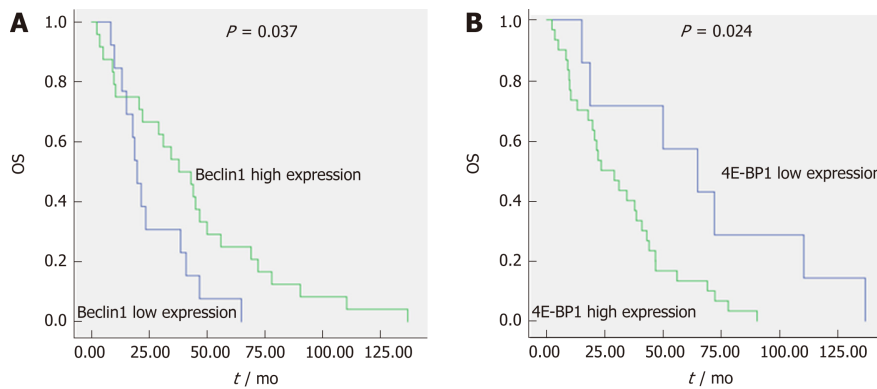 A
P = 0.037
1.0
0.8
0.6
0.4
0.2
0.0
OS
Beclin1 high expression
Beclin1 low expression
0.00 25.00 50.00 75.00 100.00 125.00
t / mo
B
P = 0.024
1.0
0.8
0.6
0.4
0.2
0.0
OS
4E-BP1 low expression
4E-BP1 high expression
0.00 25.00 50.00 75.00 100.00 125.00
t / mo